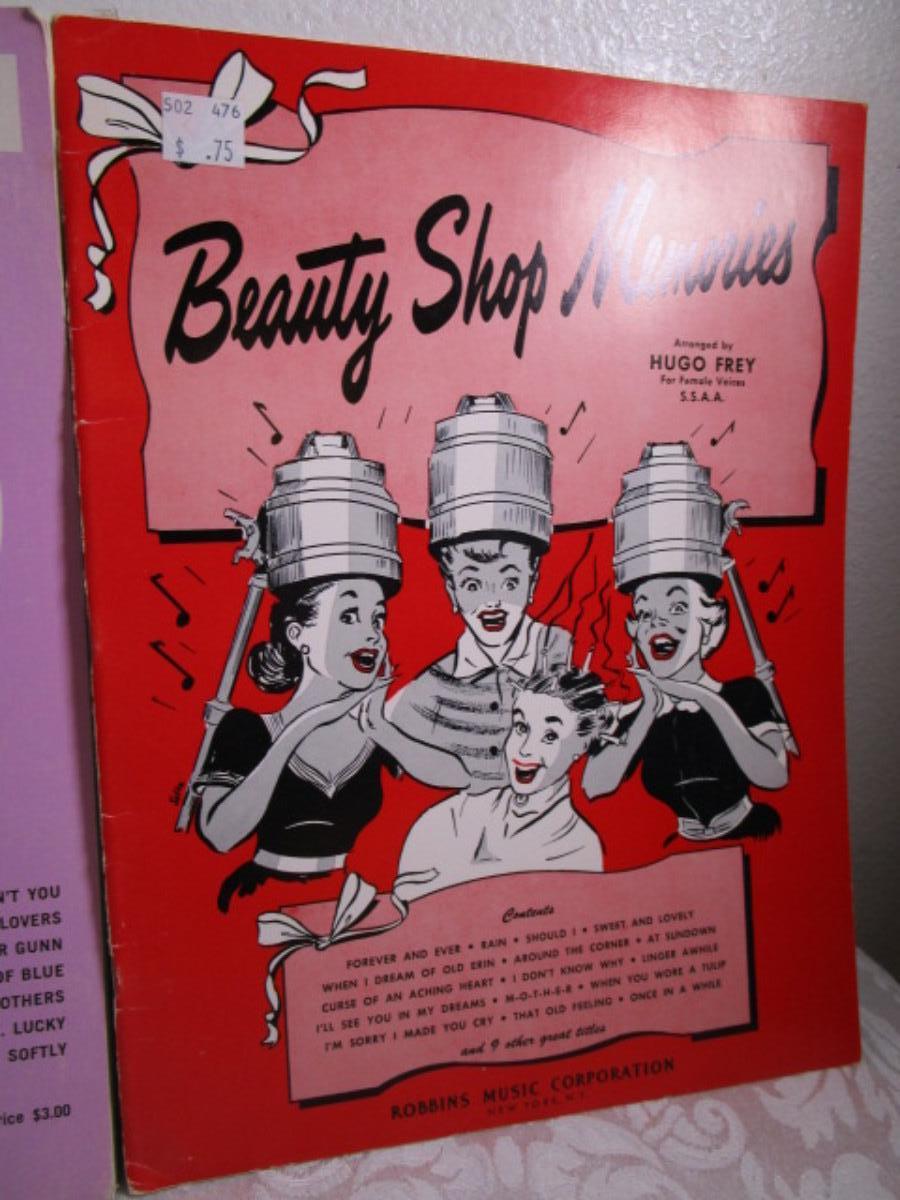 S02 476
$ .75
Beauty Shop Memories
Arranged by
HUGO FREY
For Female Voices
S.S.A.A.
Contents
FOREVER AND EVER • RAIN • SHOULD I • SWEET AND LOVELY
WHEN I DREAM OF OLD ERIN • AROUND THE CORNER • AT SUNDOWN
CURSE OF AN ACHING HEART • I DON'T KNOW WHY • LINGER AWHILE
I'LL SEE YOU IN MY DREAMS • M-O-T-H-E-R • WHEN YOU WORE A TULIP
I'M SORRY I MADE YOU CRY • THAT OLD FEELING • ONCE IN A WHILE
and 9 other great titles
ROBBINS MUSIC CORPORATION
NEW YORK, N.Y.
N'T YOU
LOVERS
R GUNN
OF BLUE
OTHERS
. LUCKY
SOFTLY
rice $3.00